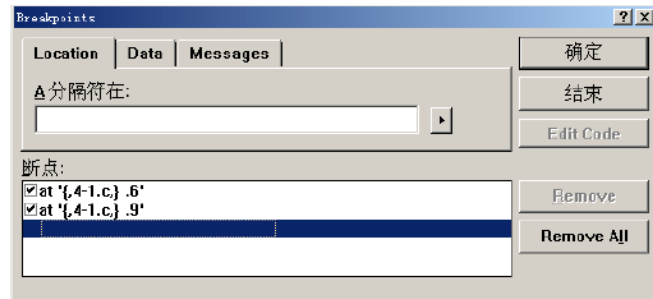 Breakpoints
Location Data Messages
A分隔符在:
断点:
at '{,4-1.c,} .6'
at '{,4-1.c,} .9'
确定
结束
Edit Code
Remove
Remove All